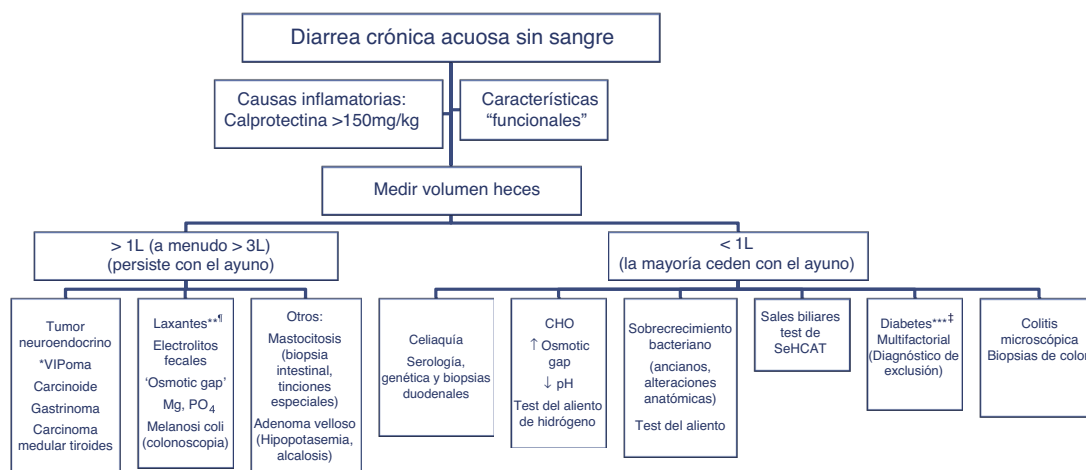 Diarrea crónica acuosa sin sangre
Causas inflamatorias:
Calprotectina >150mg/kg
Características
“funcionales”
Medir volumen heces
> 1L (a menudo > 3L)
(persiste con el ayuno)
< 1L
(la mayoría ceden con el ayuno)
Tumor
neuroendocrino
*VIPoma
Carcinoide
Gastrinoma
Carcinoma
medular tiroides
Laxantes**¶
Electrolitos
fecales
‘Osmotic gap’
Mg, PO4
Melanosi coli
(colonoscopia)
Otros:
Mastocitosis
(biopsia
intestinal,
tinciones
especiales)
Adenoma velloso
(Hipopotasemia,
alcalosis)
Celiaquía
Serología,
genética y biopsias
duodenales
CHO
↑ Osmotic
gap
↓ pH
Test del aliento
de hidrógeno
Sobrecrecimiento
bacteriano
(ancianos,
alteraciones
anatómicas)
Test del aliento
Sales biliares
test de
SeHCAT
Diabetes***‡
Multifactorial
(Diagnóstico de
exclusión)
Colitis
microscópica
Biopsias de colon